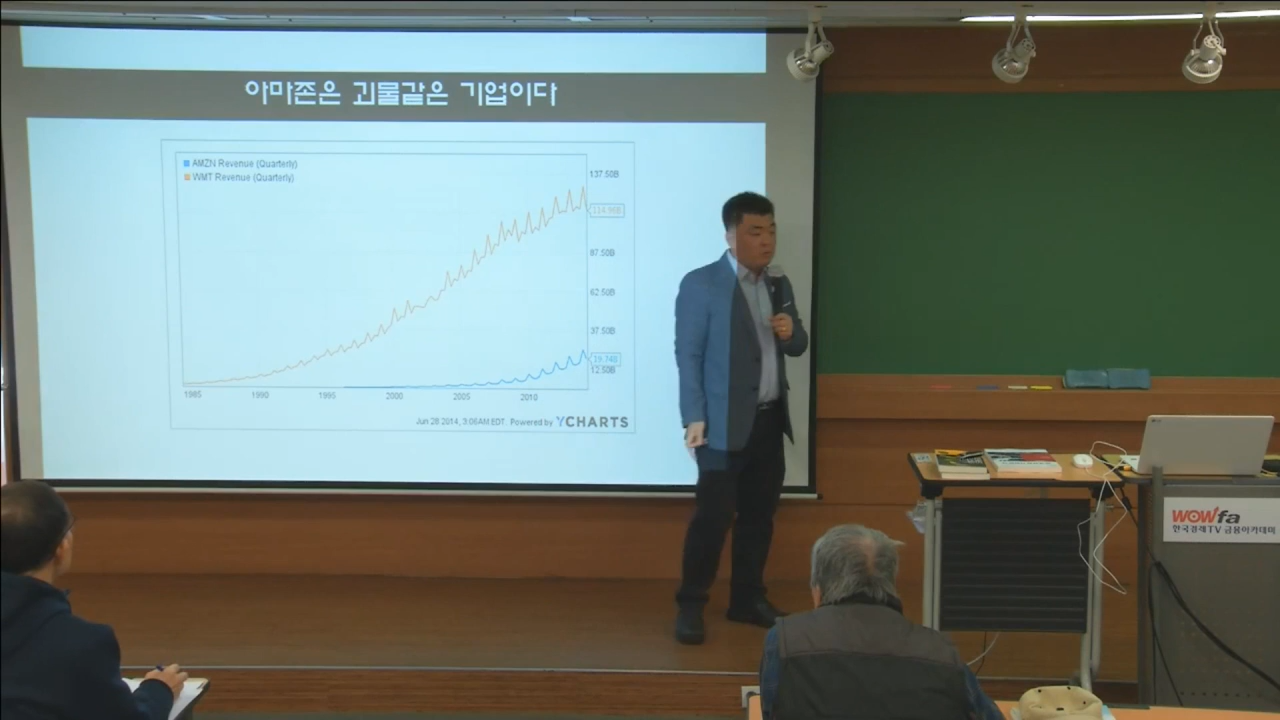 아마존은 괴물같은 기업이다
AMZN Revenue (Quarterly)
WMT Revenue (Quarterly)
137.50B
114.96B
87.50B
62.50B
37.50B
19.74B
12.50B
1985 1990 1995 2000 2005 2010
Jun 28 2014, 3:06AM EDT. Powered by YCHARTS
WOW fa
한국경제TV 금융아카데미